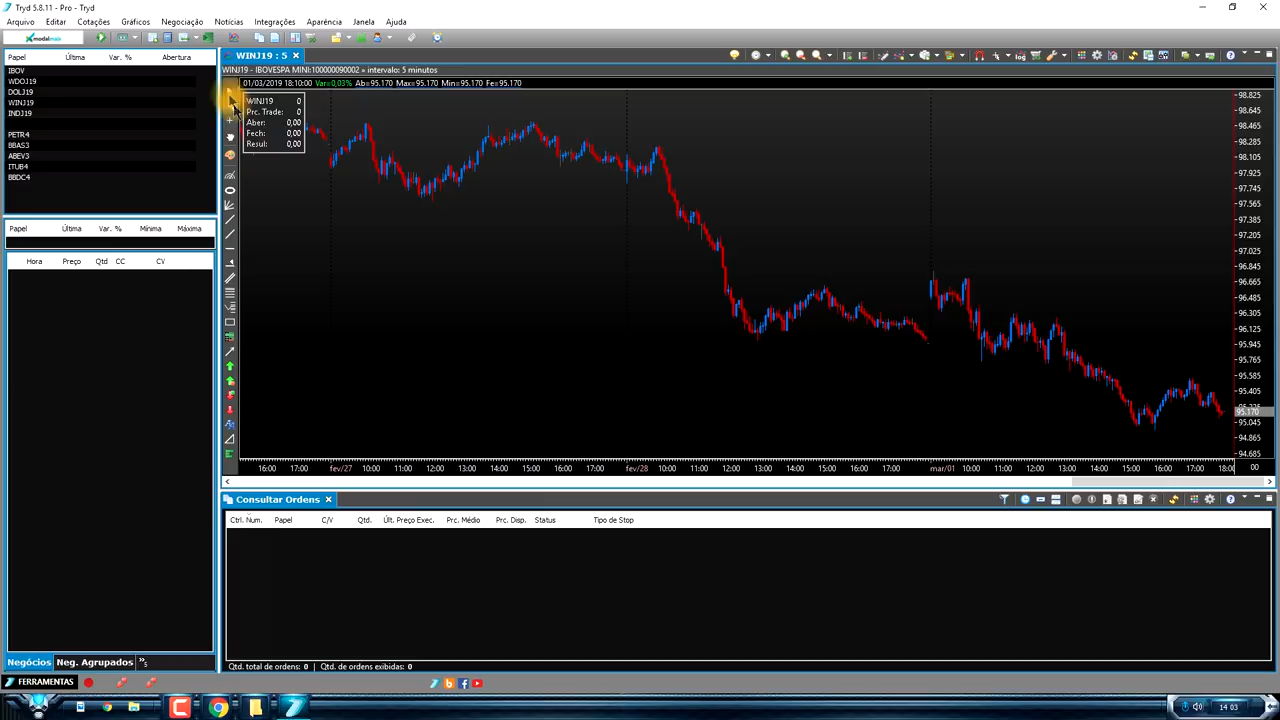 Tryd 5.8.11 - Pro - Tryd
Arquivo Editar Cotações Gráficos Negociação Notícias Integrações Aparência Janela Ajuda
modalmais
WINJ19 : 5
Papel Última Var. % Abertura
WINJ19 - IBOVESPA MINI:100000090002 = intervalo: 5 minutos
IBOV
WDOJ19
DOLJ19
WINJ19
INDJ19
PETR4
BBAS3
ABEV3
ITUB4
BBDC4
01/03/2019 18:10:00 Var=0,03% Ab=95.170 Max=95.170 Min=95.170 Fe=95.170
WINJ19 0
Prc. Trade: 0
Aber: 0,00
Fech: 0,00
Resul: 0,00
98.825
98.645
98.465
98.285
98.105
97.925
97.745
97.565
97.385
97.205
97.025
96.845
96.665
96.485
96.305
96.125
95.945
95.765
95.585
95.405
95.225
95.170
95.045
94.865
94.685
16:00 17:00 fev/27 10:00 11:00 12:00 13:00 14:00 15:00 16:00 17:00 fev/28 10:00 11:00 12:00 13:00 14:00 15:00 16:00 17:00 mar/01 10:00 11:00 12:00 13:00 14:00 15:00 16:00 17:00 18:00 00
Papel Última Var. % Mínima Máxima
Hora Preço Qtd CC CV
Consultar Ordens
Ctrl. Num. Papel C/V Qtd. Últ. Preço Exec. Prc. Médio Prc. Disp. Status Tipo de Stop
Qtd. total de ordens: 0 | Qtd. de ordens exibidas: 0
Negócios Neg. Agrupados »5
FERRAMENTAS
14 03